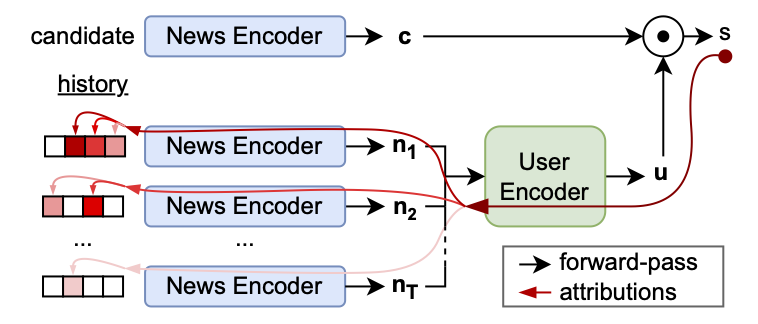 candidate News Encoder c s
history
News Encoder n1
User Encoder u
News Encoder n2
... ...
News Encoder nT
forward-pass
attributions